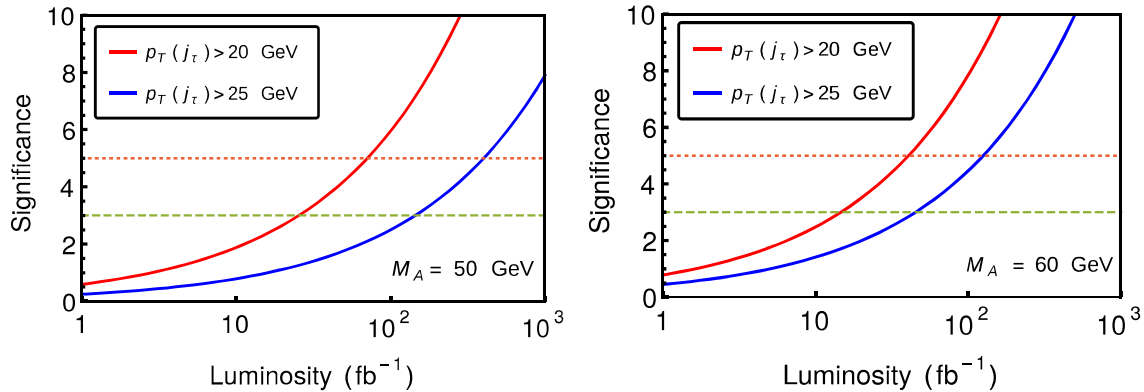 10
8
6
4
2
0
Significance
p_T (j_τ) > 20 GeV
p_T (j_τ) > 25 GeV
M_A = 50 GeV
1
10
10^2
10^3
Luminosity (fb^−1)
10
8
6
4
2
0
Significance
p_T (j_τ) > 20 GeV
p_T (j_τ) > 25 GeV
M_A = 60 GeV
1
10
10^2
10^3
Luminosity (fb^−1)